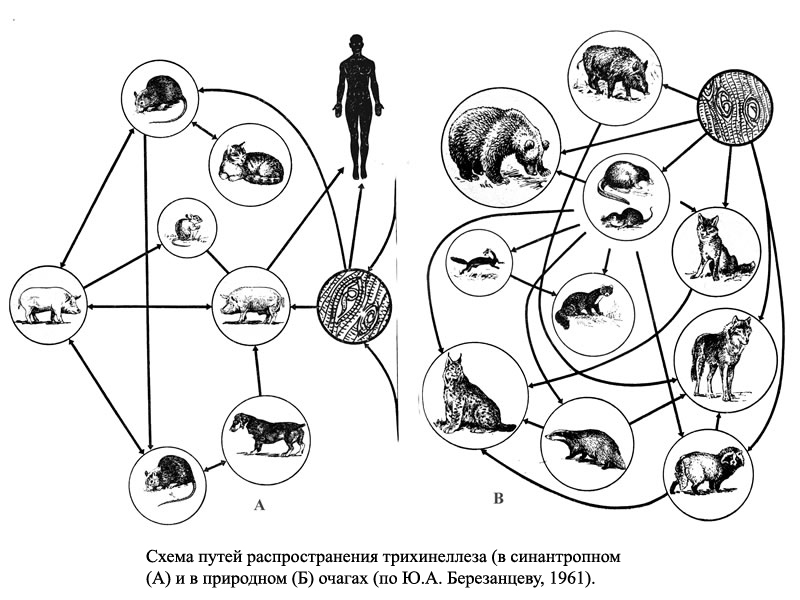 А
В
Схема путей распространения трихинеллеза (в синантропном
(А) и в природном (Б) очагах (по Ю.А. Березанцеву, 1961).